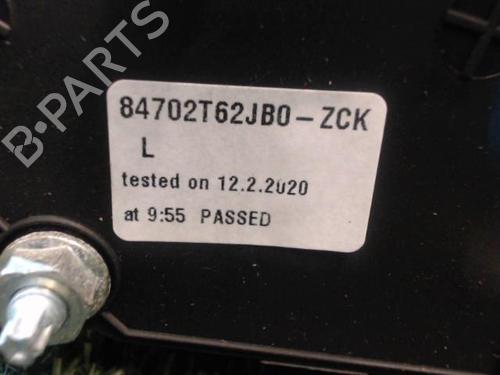 84702T62JB0-ZCK
L
tested on 12.2.2020
at 9:55 PASSED
B-PARTS